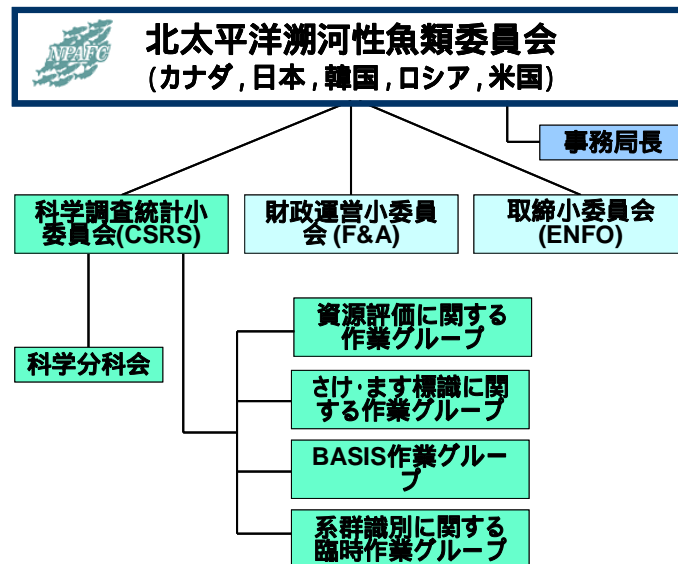 NPAFC
北太平洋溯河性魚類委員会
(カナダ,日本,韓国,ロシア,米国)
事務局長
科学調査統計小
委員会(CSRS)
財政運営小委員
会 (F&A)
取締小委員会
(ENFO)
科学分科会
資源評価に関する
作業グループ
さけ・ます標識に関
する作業グループ
BASIS作業グルー
プ
系群識別に関する
臨時作業グループ